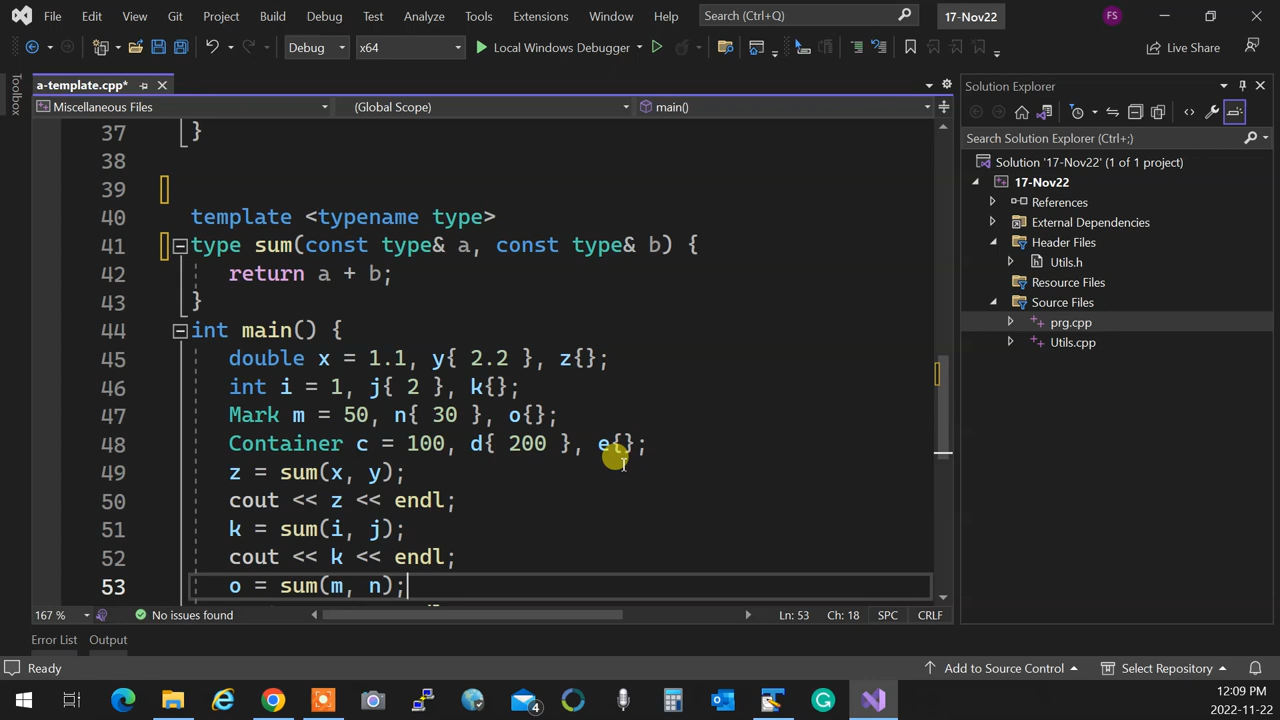 File Edit View Git Project Build Debug Test Analyze Tools Extensions Window Help Search (Ctrl+Q) 17-Nov22 FS
Debug x64 Local Windows Debugger Live Share
Toolbox
a-template.cpp*
Miscellaneous Files (Global Scope) main()
37 }
38
39
40 template <typename type>
41 type sum(const type& a, const type& b) {
42 return a + b;
43 }
44 int main() {
45 double x = 1.1, y{ 2.2 }, z{};
46 int i = 1, j{ 2 }, k{};
47 Mark m = 50, n{ 30 }, o{};
48 Container c = 100, d{ 200 }, e{};
49 z = sum(x, y);
50 cout << z << endl;
51 k = sum(i, j);
52 cout << k << endl;
53 o = sum(m, n);
167 % No issues found Ln: 53 Ch: 18 SPC CRLF
Error List Output
Solution Explorer
Search Solution Explorer (Ctrl+;)
Solution '17-Nov22' (1 of 1 project)
17-Nov22
References
External Dependencies
Header Files
Utils.h
Resource Files
Source Files
prg.cpp
Utils.cpp
Ready Add to Source Control Select Repository
4
12:09 PM
2022-11-22